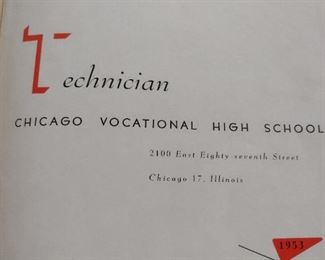 Technician
CHICAGO VOCATIONAL HIGH SCHOOL
2100 East Eighty-seventh Street
Chicago 17, Illinois
1953